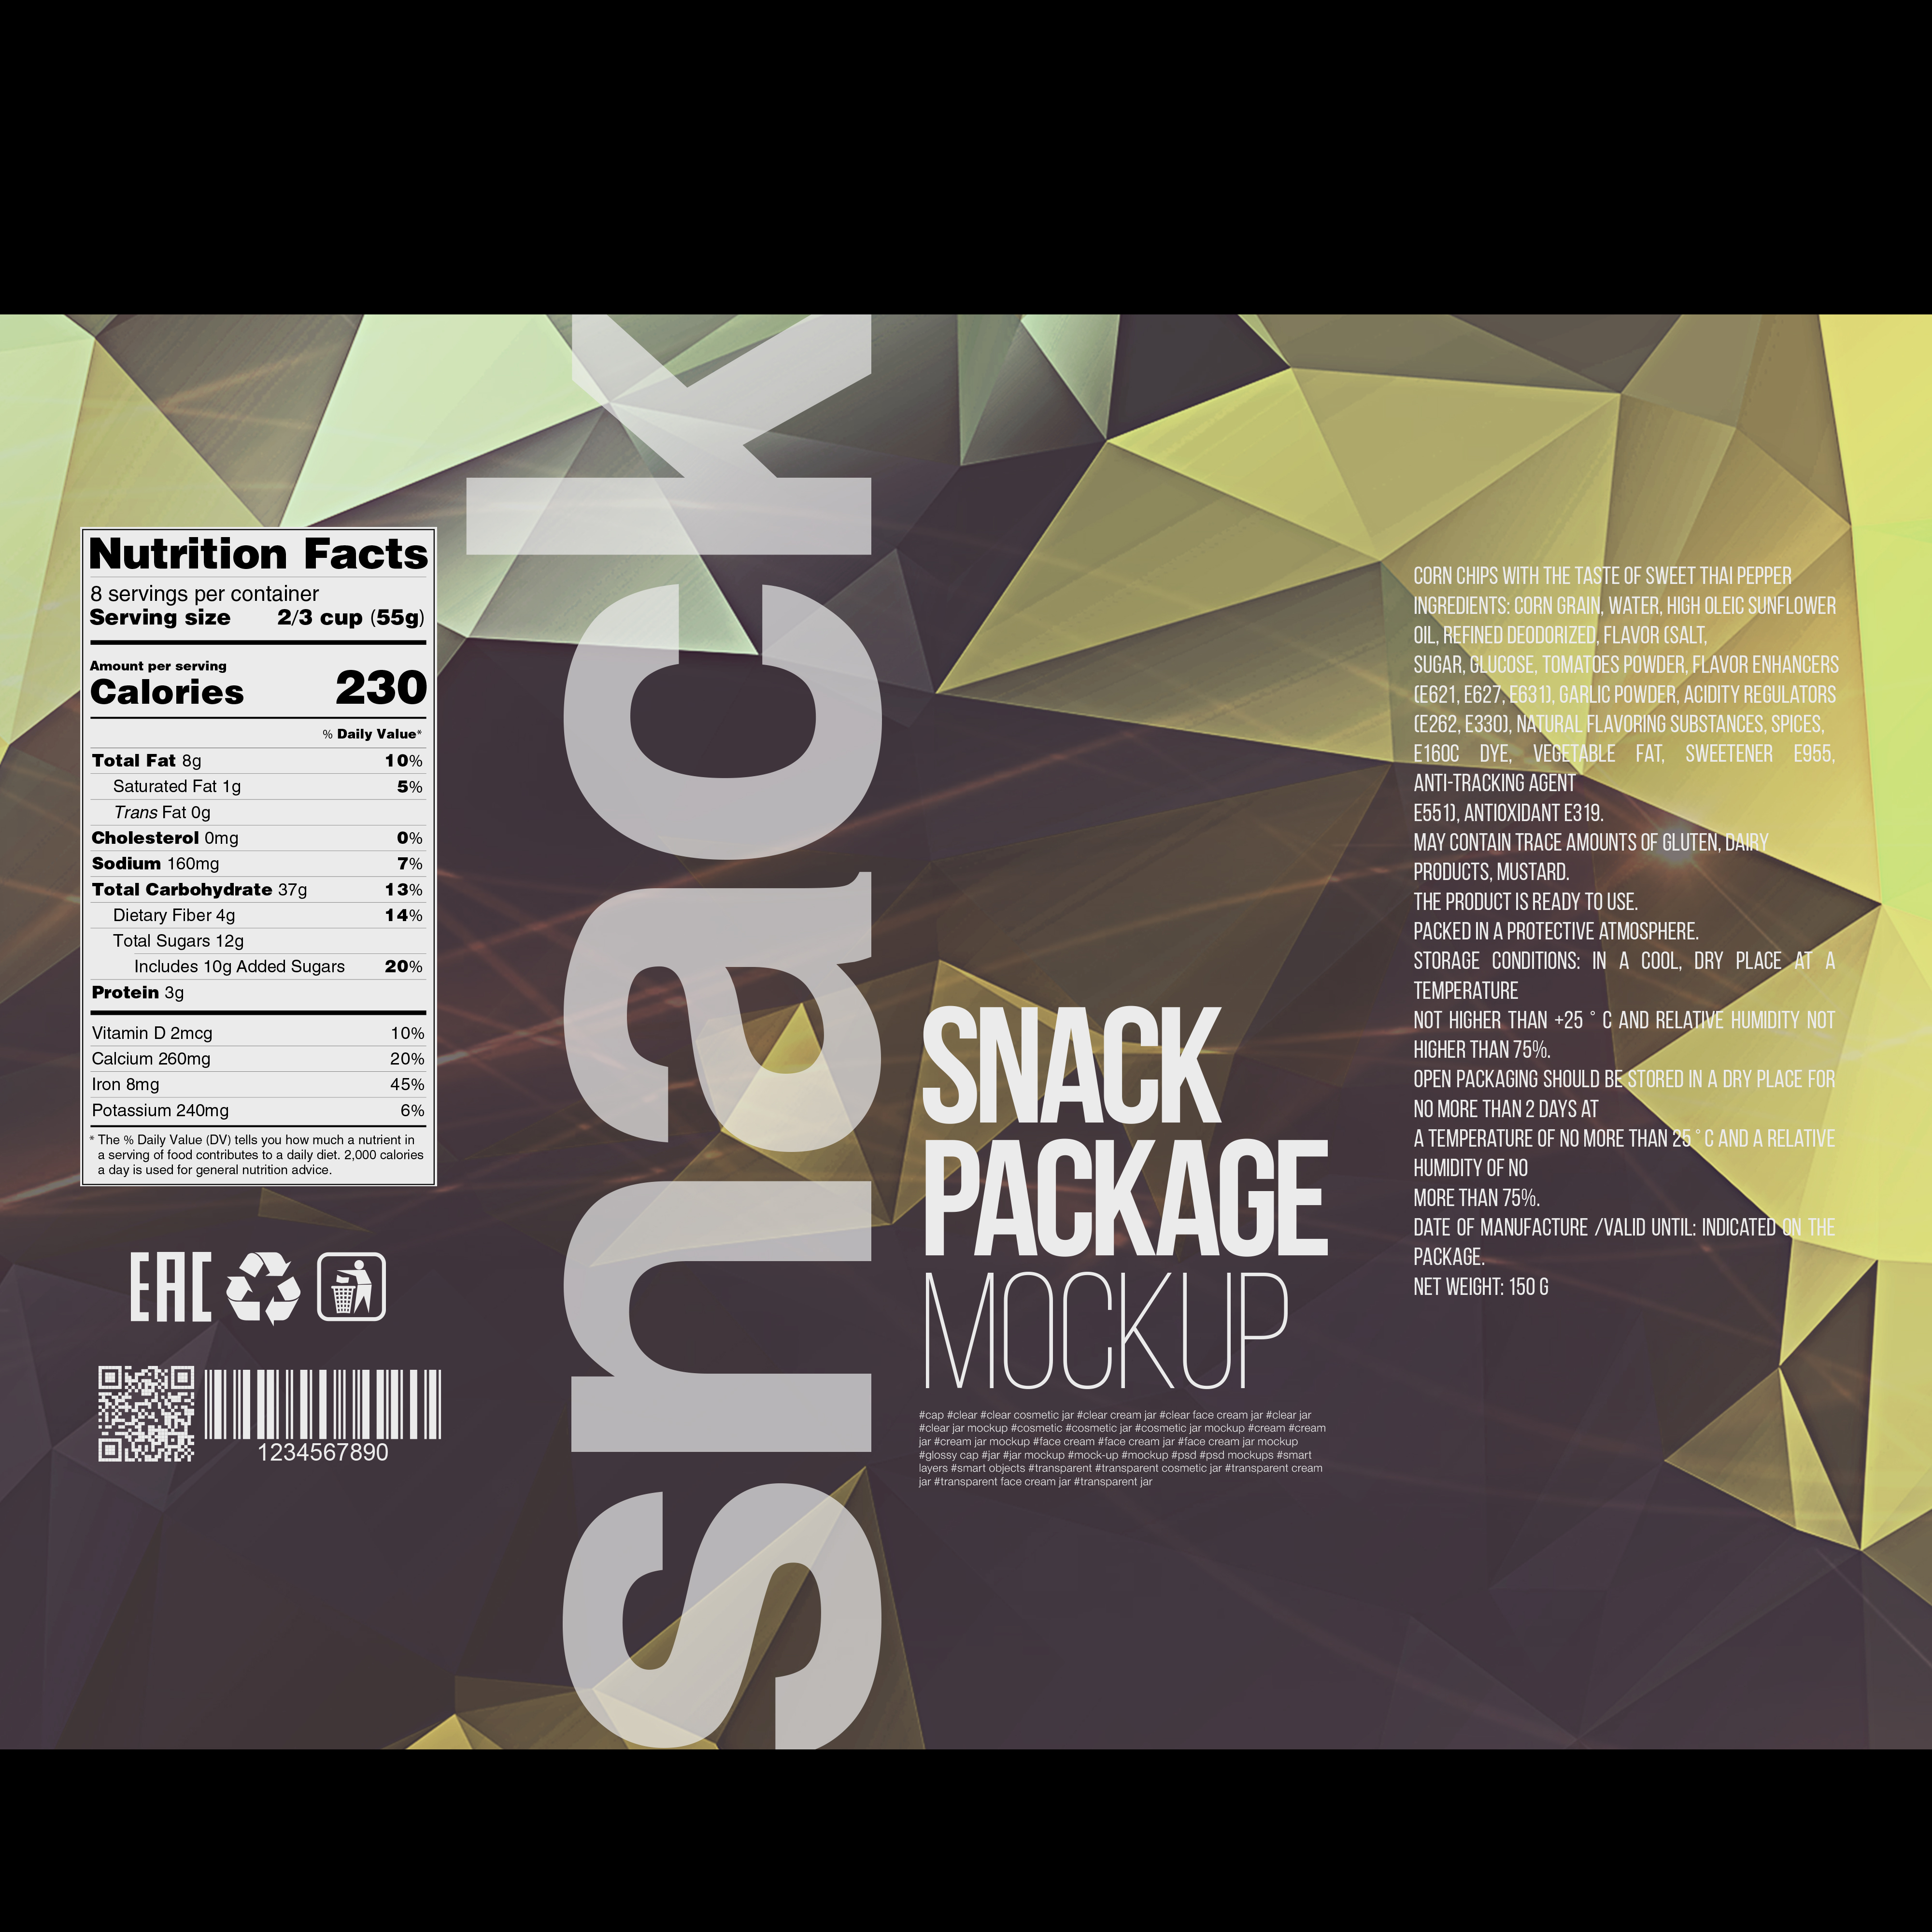 Nutrition Facts
8 servings per container
Serving size 2/3 cup (55g)
Amount per serving
Calories 230
% Daily Value*
Total Fat 8g 10%
Saturated Fat 1g 5%
Trans Fat 0g
Cholesterol 0mg 0%
Sodium 160mg 7%
Total Carbohydrate 37g 13%
Dietary Fiber 4g 14%
Total Sugars 12g
Includes 10g Added Sugars 20%
Protein 3g
Vitamin D 2mcg 10%
Calcium 260mg 20%
Iron 8mg 45%
Potassium 240mg 6%
* The % Daily Value (DV) tells you how much a nutrient in
a serving of food contributes to a daily diet. 2,000 calories
a day is used for general nutrition advice.
EAC
1234567890
snack
SNACK
PACKAGE
MOCKUP
#cap #clear #clear cosmetic jar #clear cream jar #clear face cream jar #clear jar
#clear jar mockup #cosmetic #cosmetic jar #cosmetic jar mockup #cream #cream
jar #cream jar mockup #face cream #face cream jar #face cream jar mockup
#glossy cap #jar #jar mockup #mock-up #mockup #psd #psd mockups #smart
layers #smart objects #transparent #transparent cosmetic jar #transparent cream
jar #transparent face cream jar #transparent jar
CORN CHIPS WITH THE TASTE OF SWEET THAI PEPPER
INGREDIENTS: CORN GRAIN, WATER, HIGH OLEIC SUNFLOWER
OIL, REFINED DEODORIZED, FLAVOR (SALT,
SUGAR, GLUCOSE, TOMATOES POWDER, FLAVOR ENHANCERS
(E621, E627, E631), GARLIC POWDER, ACIDITY REGULATORS
(E262, E330), NATURAL FLAVORING SUBSTANCES, SPICES,
E160C DYE, VEGETABLE FAT, SWEETENER E955,
ANTI-TRACKING AGENT
E551), ANTIOXIDANT E319.
MAY CONTAIN TRACE AMOUNTS OF GLUTEN, DAIRY
PRODUCTS, MUSTARD.
THE PRODUCT IS READY TO USE.
PACKED IN A PROTECTIVE ATMOSPHERE.
STORAGE CONDITIONS: IN A COOL, DRY PLACE AT A
TEMPERATURE
NOT HIGHER THAN +25 ° C AND RELATIVE HUMIDITY NOT
HIGHER THAN 75%.
OPEN PACKAGING SHOULD BE STORED IN A DRY PLACE FOR
NO MORE THAN 2 DAYS AT
A TEMPERATURE OF NO MORE THAN 25 ° C AND A RELATIVE
HUMIDITY OF NO
MORE THAN 75%.
DATE OF MANUFACTURE /VALID UNTIL: INDICATED ON THE
PACKAGE.
NET WEIGHT: 150 G